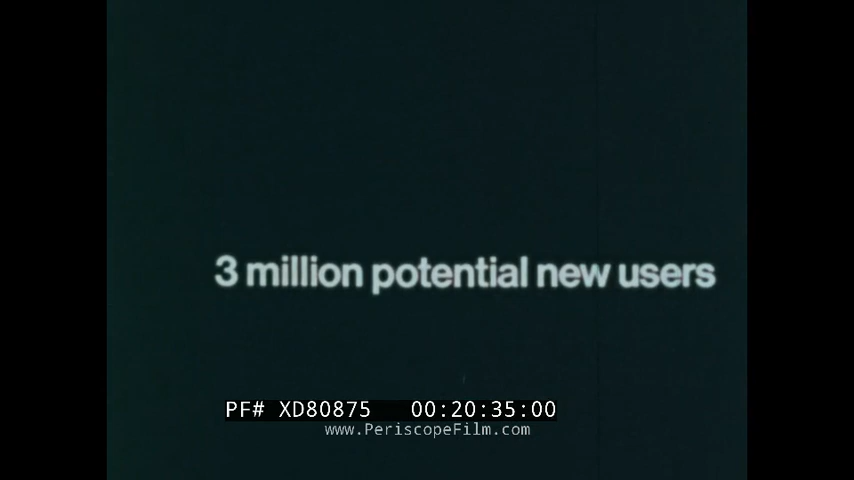 3 million potential new users
PF# XD80875 00:20:35:00
www.PeriscopeFilm.com